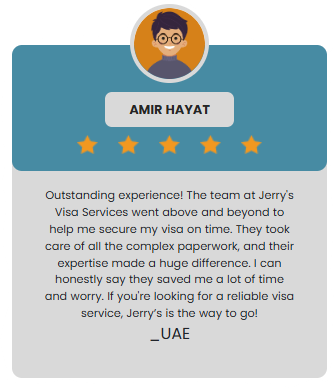 AMIR HAYAT
Outstanding experience! The team at Jerry's
Visa Services went above and beyond to
help me secure my visa on time. They took
care of all the complex paperwork, and their
expertise made a huge difference. I can
honestly say they saved me a lot of time
and worry. If you're looking for a reliable visa
service, Jerry's is the way to go!
_UAE